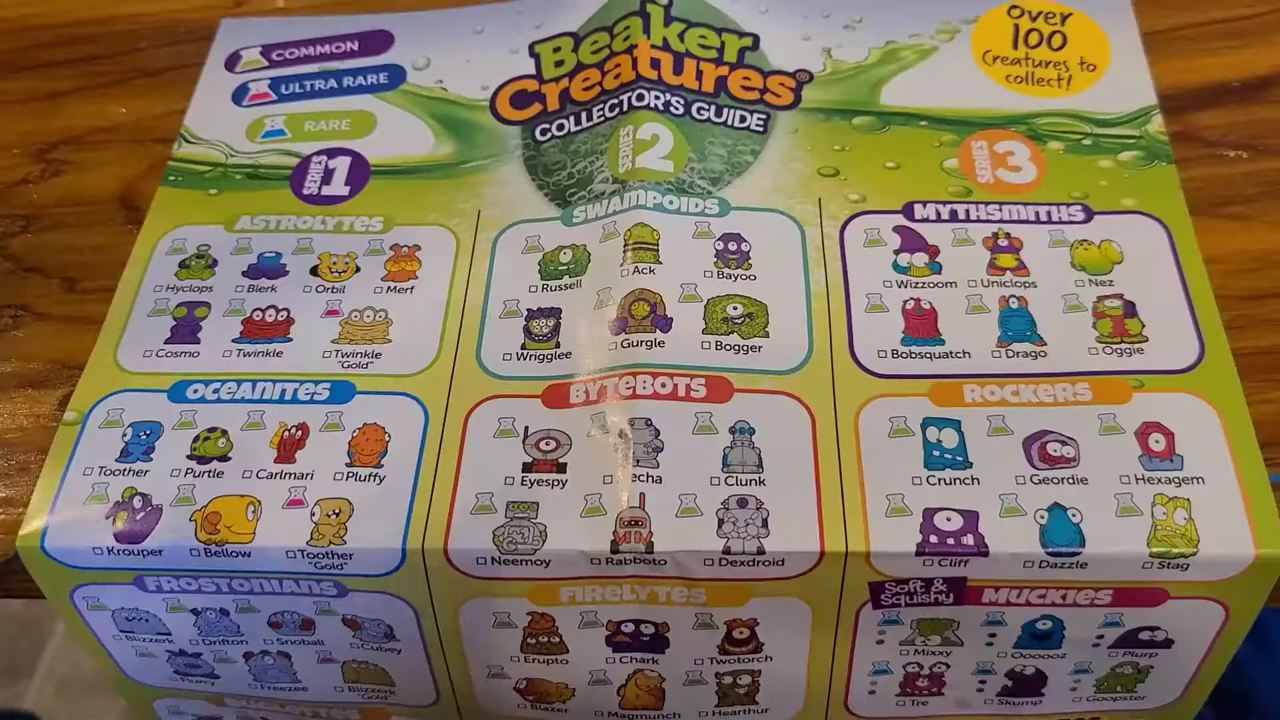 COMMON
ULTRA RARE
RARE
Beaker
Creatures®
COLLECTOR'S GUIDE
Over
100
Creatures to
collect!
SERIES 1
ASTROLYTES
Hyclops Blerk Orbil Merf
Cosmo Twinkle Twinkle
"Gold"
OCEANITES
Toother Purtle Carlmari Pluffy
Krouper Bellow Toother
"Gold"
FROSTONIANS
Blizzerk Drifton Snoball Cubey
Flurry Freezee Blizzerk
"Gold"
SERIES 2
SWAMPOIDS
Russell Ack Bayoo
Wrigglee Gurgle Bogger
BYTEBOTS
Eyespy echa Clunk
Neemoy Rabboto Dexdroid
FIRELYTES
Erupto Chark Twotorch
Blazer Magmunch Hearthur
SERIES 3
MYTHSMITHS
Wizzoom Uniclops Nez
Bobsquatch Drago Oggie
ROCKERS
Crunch Geordie Hexagem
Cliff Dazzle Stag
Soft &
Squishy MUCKIES
Mixxy Oooooz Plurp
Tre Skump Goopster